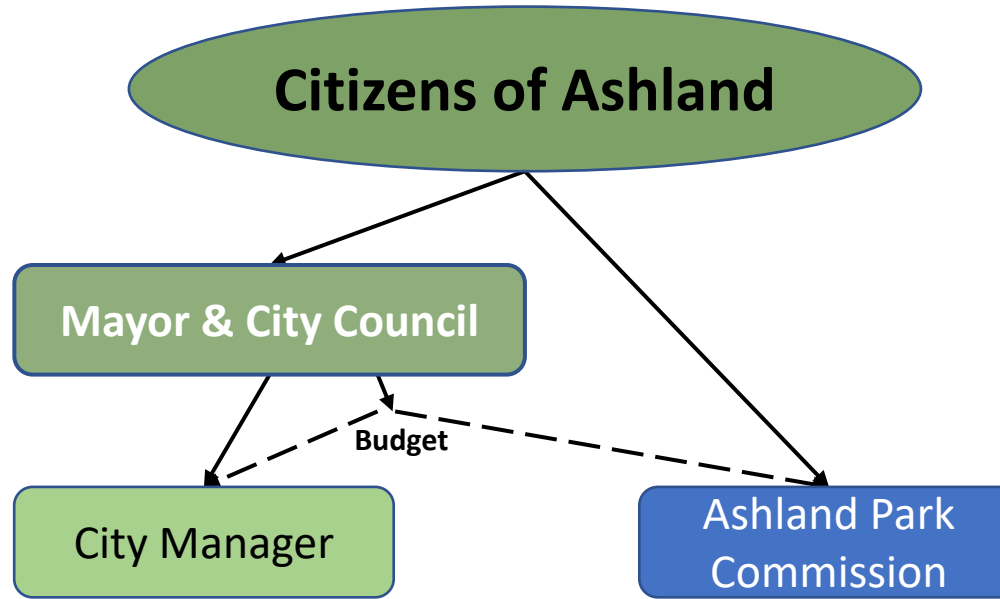 Citizens of Ashland
Mayor & City Council
Budget
City Manager
Ashland Park
Commission